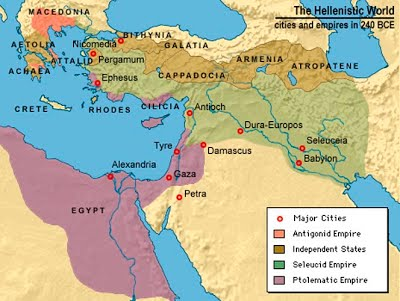 The Hellenistic World
cities and empires in 240 BCE
MACEDONIA
BITHYNIA
Nicomedia
GALATIA
AETOLIA
ATTALID
Pergamum
ARMENIA
ATROPATENE
ACHAEA
CAPPADOCIA
Ephesus
CRETE
RHODES
CILICIA
Antioch
Dura-Europos
Seleuceia
Tyre
Damascus
Babylon
Alexandria
Gaza
Petra
EGYPT
Major Cities
Antigonid Empire
Independent States
Seleucid Empire
Ptolematic Empire